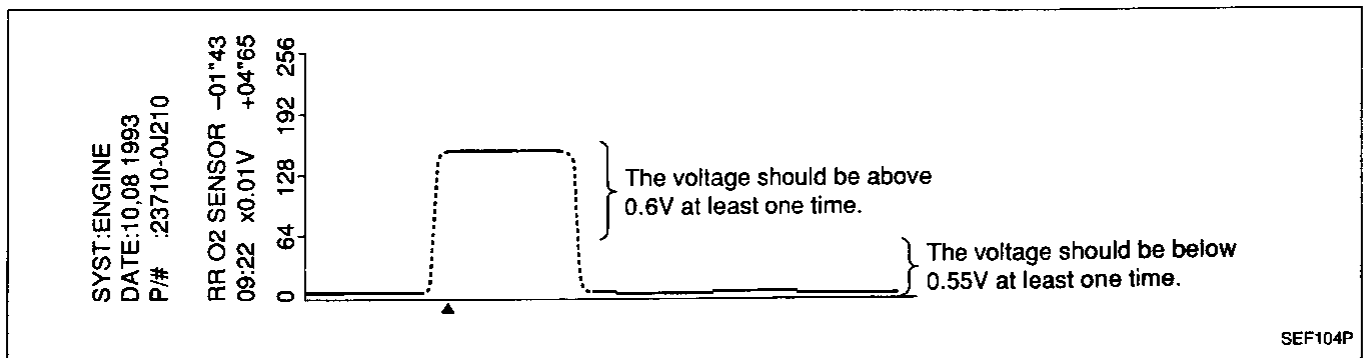 SYST:ENGINE
DATE:10,08 1993
P/# :23710-0J210
RR O2 SENSOR –01"43
09:22 x0.01V +04"65
256
192
128
64
0
The voltage should be above
0.6V at least one time.
The voltage should be below
0.55V at least one time.
SEF104P